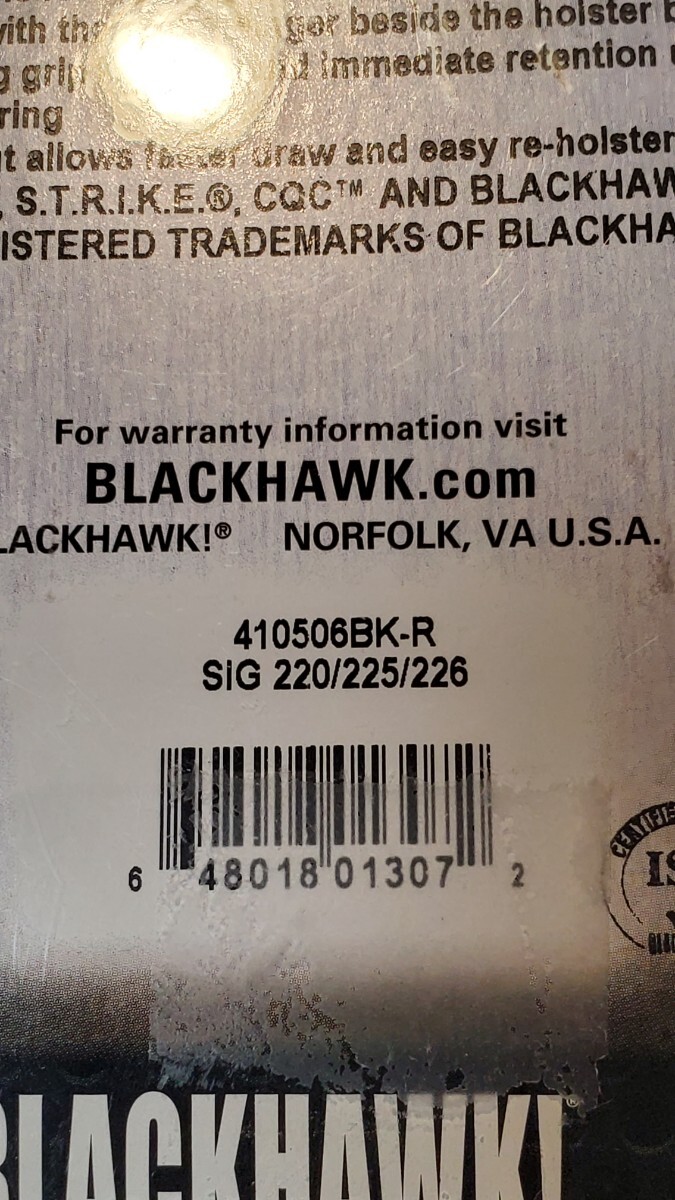 with the ger beside the holster
grip immediate retention
ring
t allows faster draw and easy re-holster
, S.T.R.I.K.E.®, CQC™ AND BLACKHAW
ISTERED TRADEMARKS OF BLACKHA
For warranty information visit
BLACKHAWK.com
LACKHAWK!® NORFOLK, VA U.S.A.
410506BK-R
SIG 220/225/226
6 48018 01307 2
CERTIFIE
IS
BLACKHAWK!